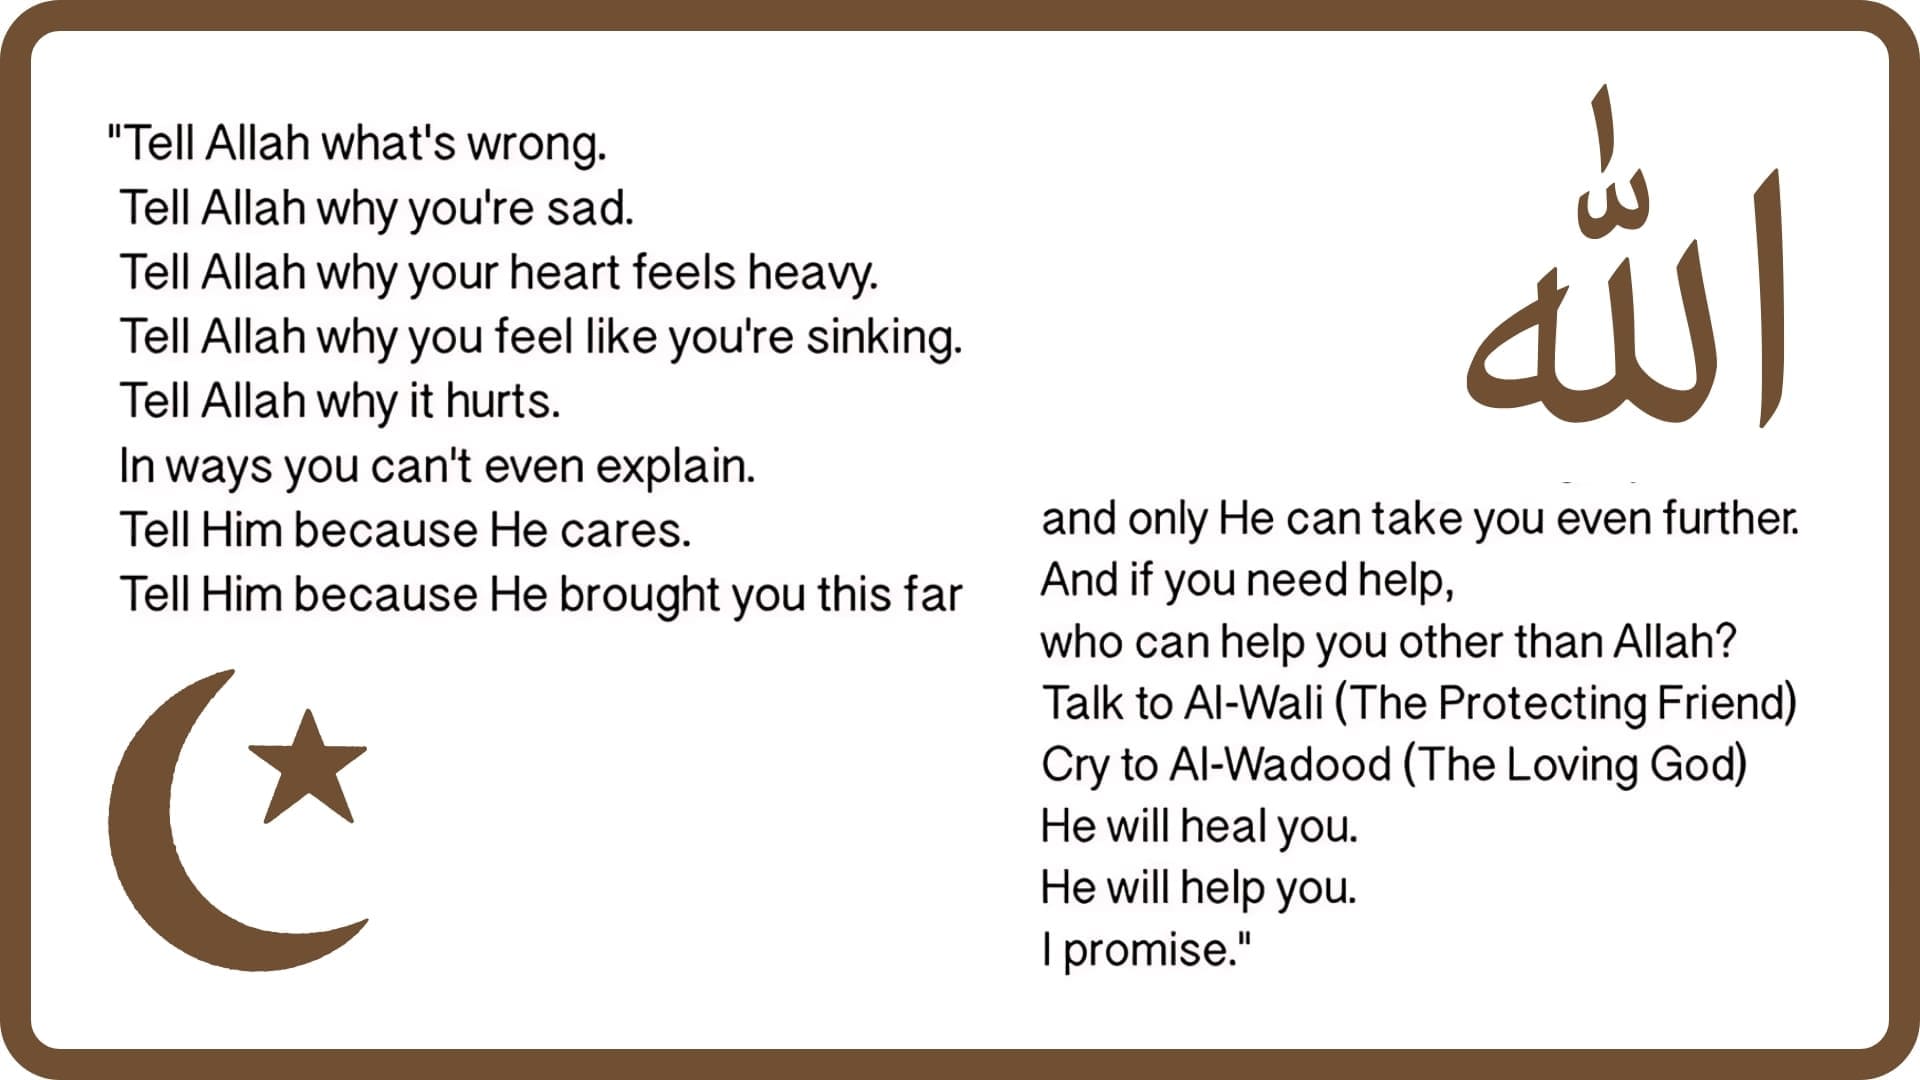 "Tell Allah what's wrong.
Tell Allah why you're sad.
Tell Allah why your heart feels heavy.
Tell Allah why you feel like you're sinking.
Tell Allah why it hurts.
In ways you can't even explain.
Tell Him because He cares.
Tell Him because He brought you this far
الله
and only He can take you even further.
And if you need help,
who can help you other than Allah?
Talk to Al-Wali (The Protecting Friend)
Cry to Al-Wadood (The Loving God)
He will heal you.
He will help you.
I promise."